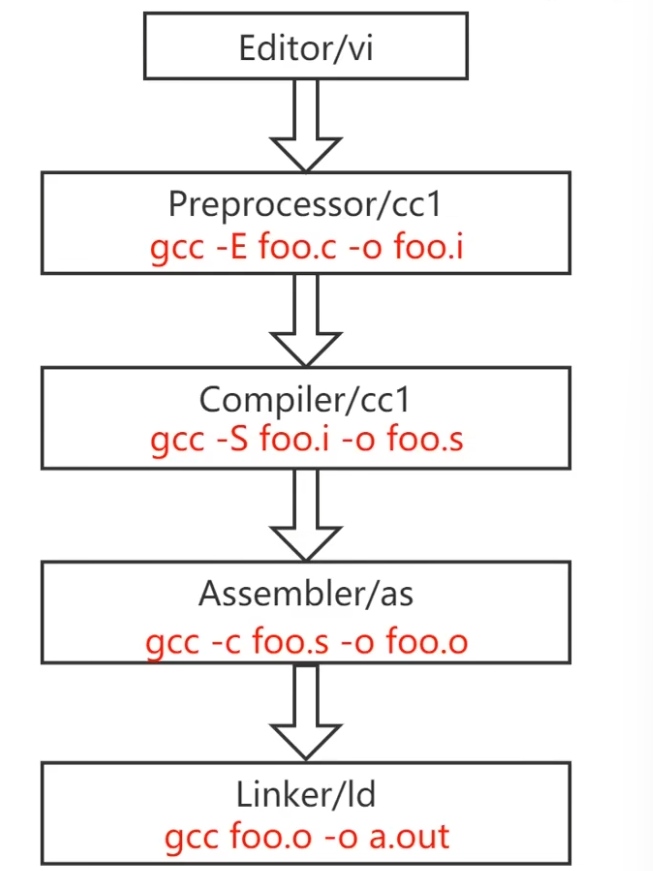 Editor/vi
Preprocessor/cc1
gcc -E foo.c -o foo.i
Compiler/cc1
gcc -S foo.i -o foo.s
Assembler/as
gcc -c foo.s -o foo.o
Linker/ld
gcc foo.o -o a.out